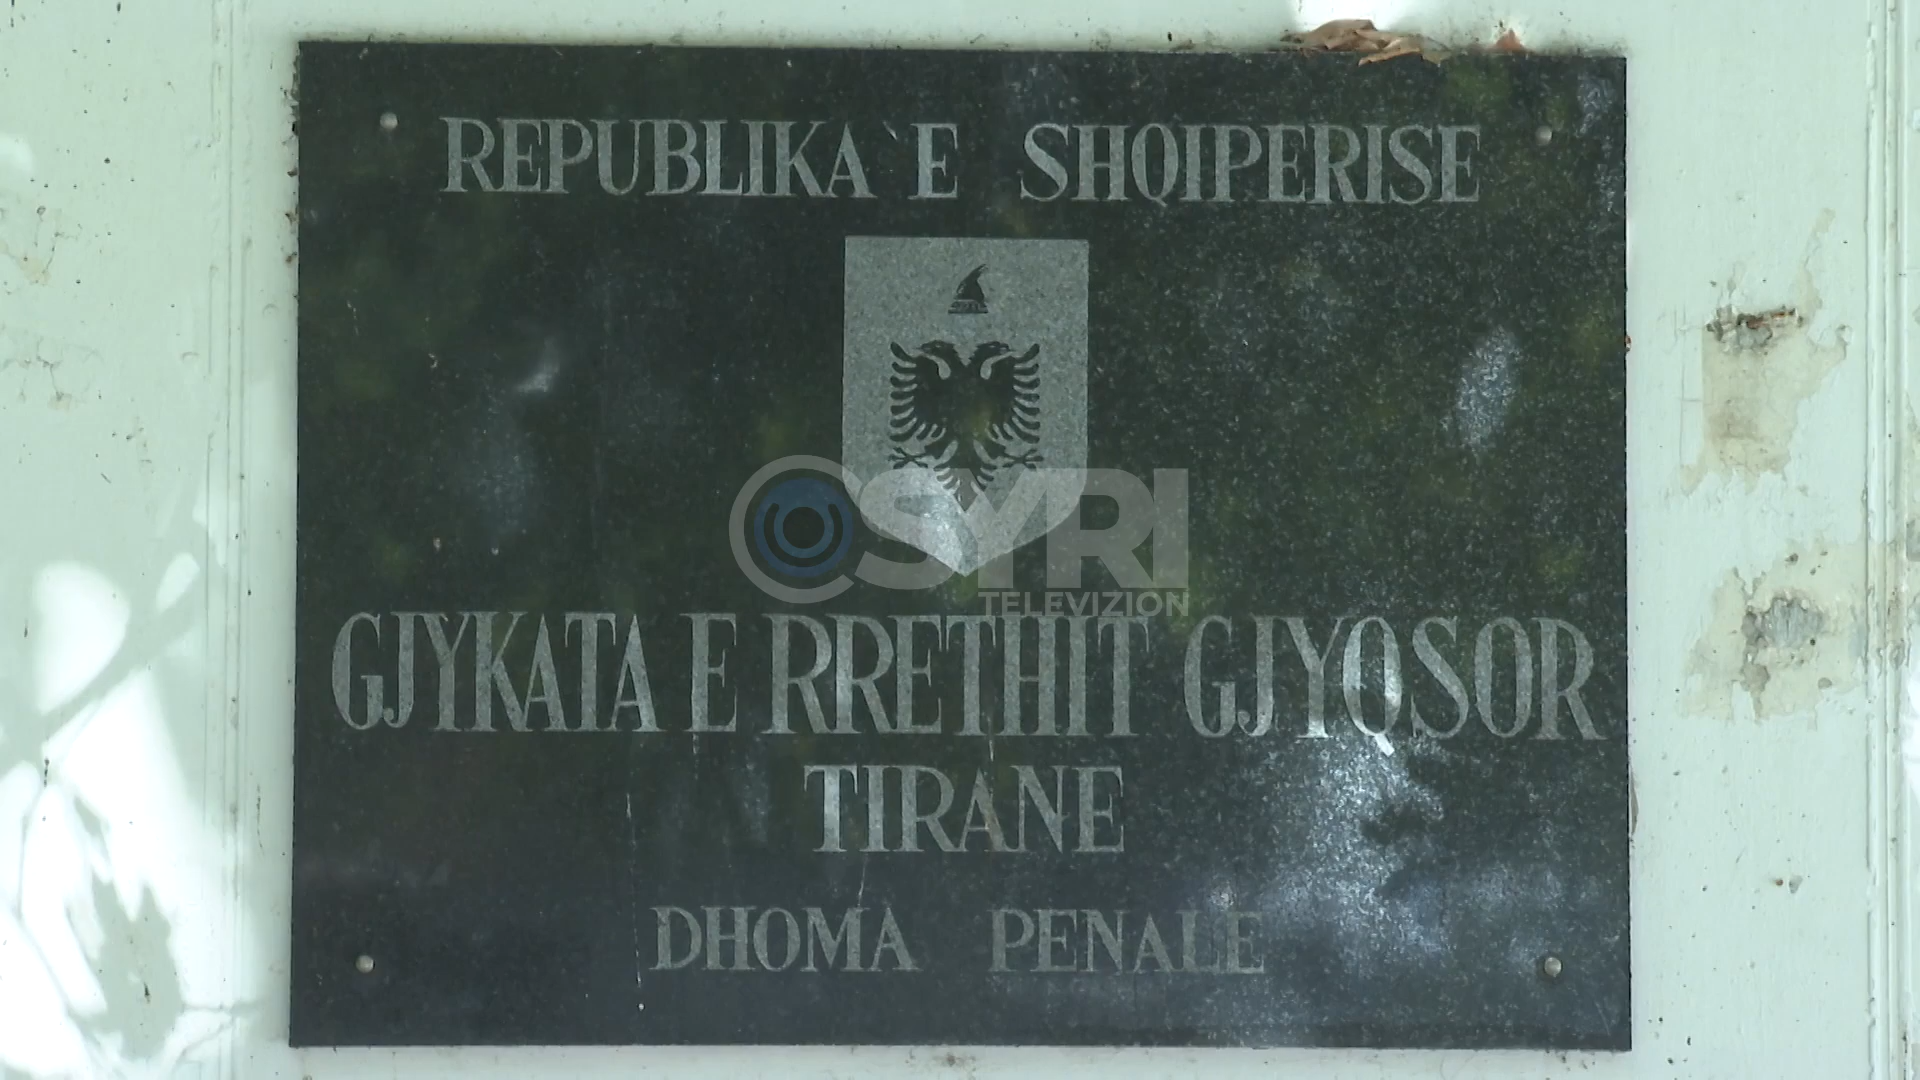 REPUBLIKA E SHQIPERISE
SYRI
TELEVIZION
GJYKATA E RRETHIT GJYQSOR
TIRANE
DHOMA PENALE